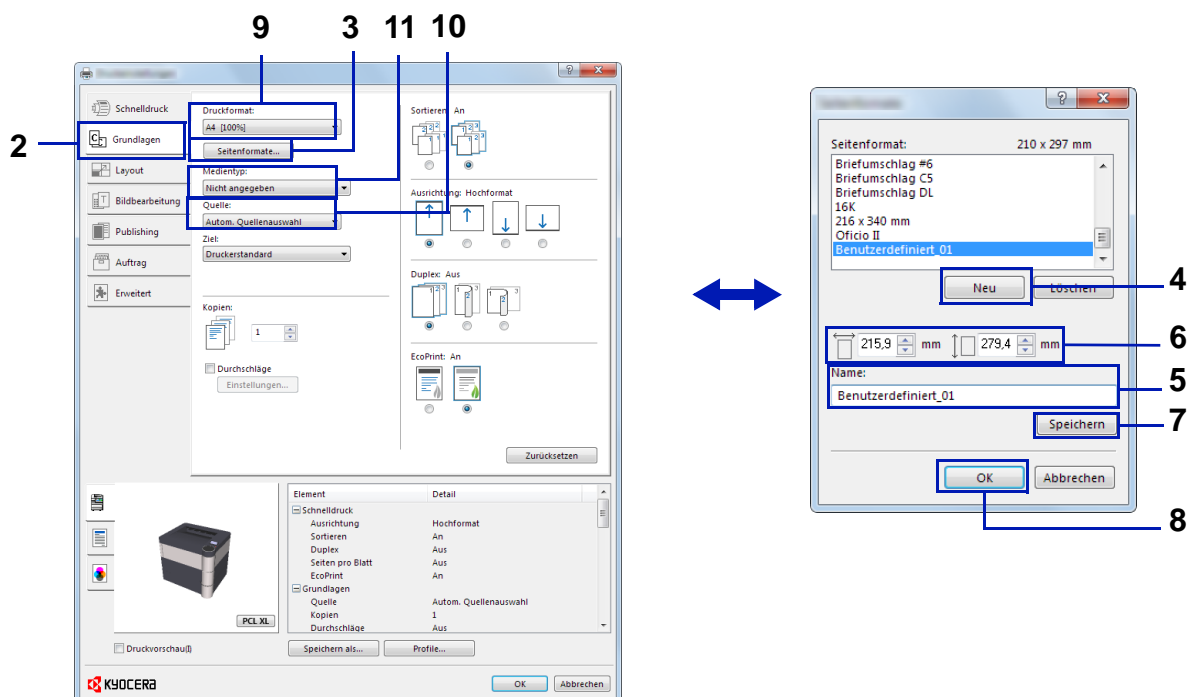 9 3 11 10
2
Schnelldruck
Grundlagen
Layout
Bildbearbeitung
Publishing
Auftrag
Erweitert
Druckformat:
A4 [100%]
Seitenformate...
Medientyp:
Nicht angegeben
Quelle:
Autom. Quellenauswahl
Ziel:
Druckerstandard
Kopien:
1
Durchschläge
Einstellungen...
Sortieren: An
Ausrichtung: Hochformat
Duplex: Aus
EcoPrint: An
Zurücksetzen
PCL XL
Druckvorschau(I)
Element Detail
Schnelldruck
Ausrichtung Hochformat
Sortieren An
Duplex Aus
Seiten pro Blatt Aus
EcoPrint An
Grundlagen
Quelle Autom. Quellenauswahl
Kopien 1
Durchschläge Aus
Speichern als... Profile...
KYOCERA
OK Abbrechen
Seitenformat: 210 x 297 mm
Briefumschlag #6
Briefumschlag C5
Briefumschlag DL
16K
216 x 340 mm
Oficio II
Benutzerdefiniert_01
Neu Löschen 4
215,9 mm 279,4 mm 6
Name:
Benutzerdefiniert_01 5
Speichern 7
OK Abbrechen
8